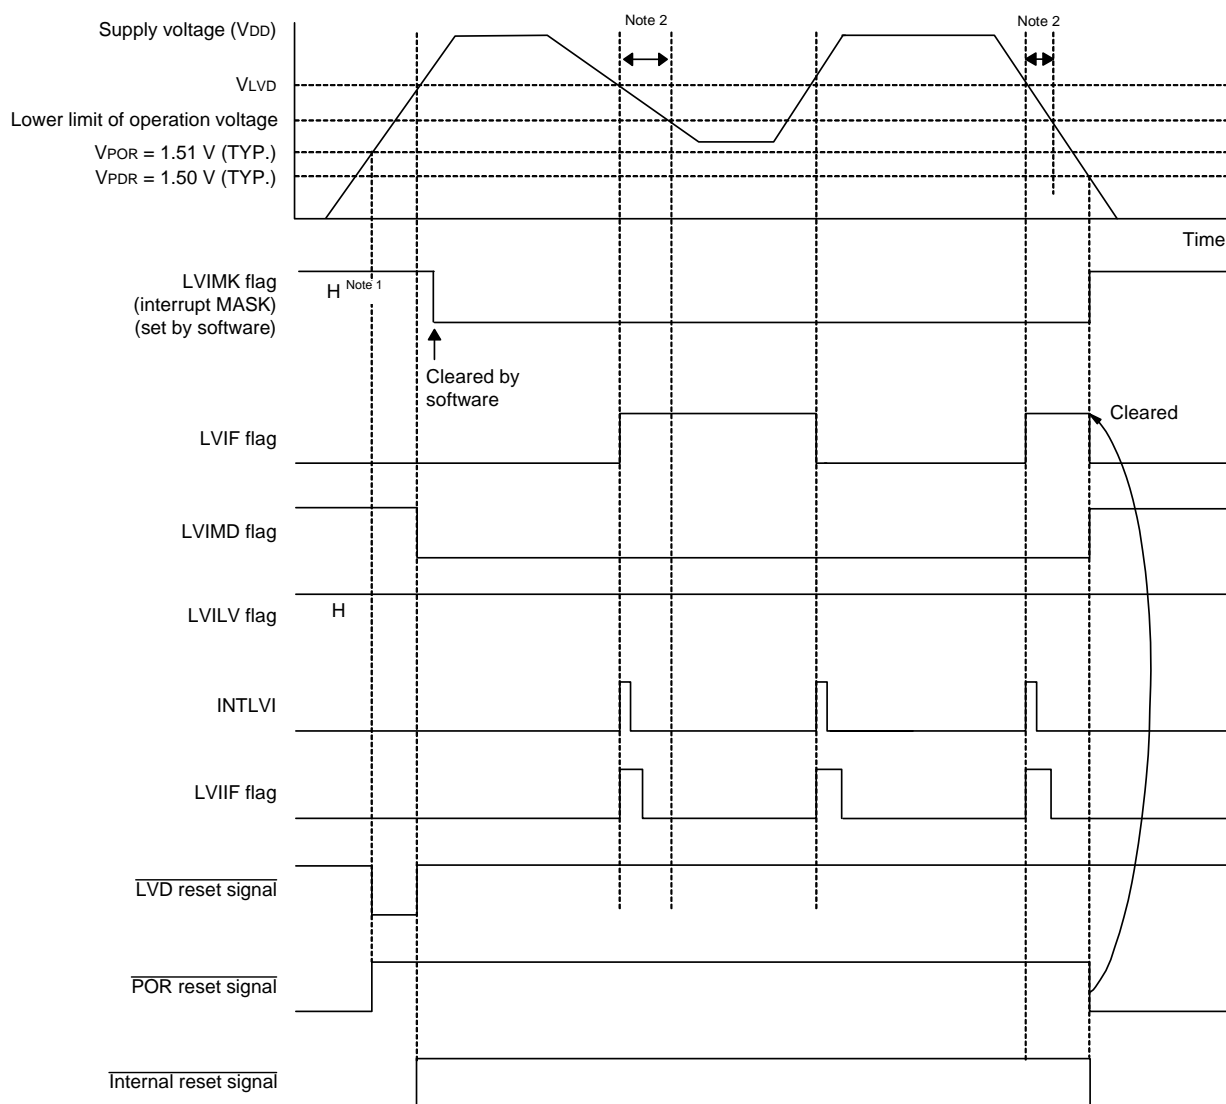 Note 2
Note 2
Supply voltage (VDD)
VLVD
Lower limit of operation voltage
VPOR = 1.51 V (TYP.)
VPDR = 1.50 V (TYP.)
Time
LVIMK flag
(interrupt MASK)
(set by software)
H Note 1
Cleared by
software
Cleared
LVIF flag
LVIMD flag
LVILV flag
H
INTLVI
LVIIF flag
LVD reset signal
POR reset signal
Internal reset signal